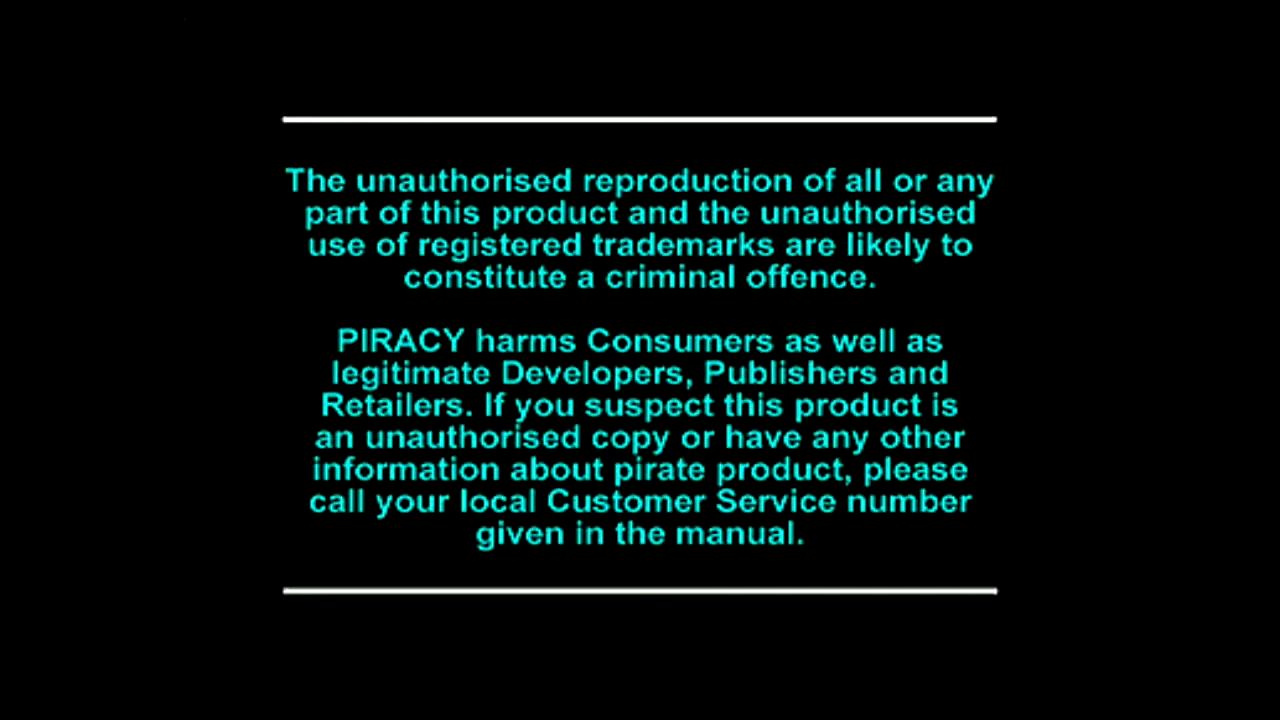 The unauthorised reproduction of all or any
part of this product and the unauthorised
use of registered trademarks are likely to
constitute a criminal offence.
PIRACY harms Consumers as well as
legitimate Developers, Publishers and
Retailers. If you suspect this product is
an unauthorised copy or have any other
information about pirate product, please
call your local Customer Service number
given in the manual.